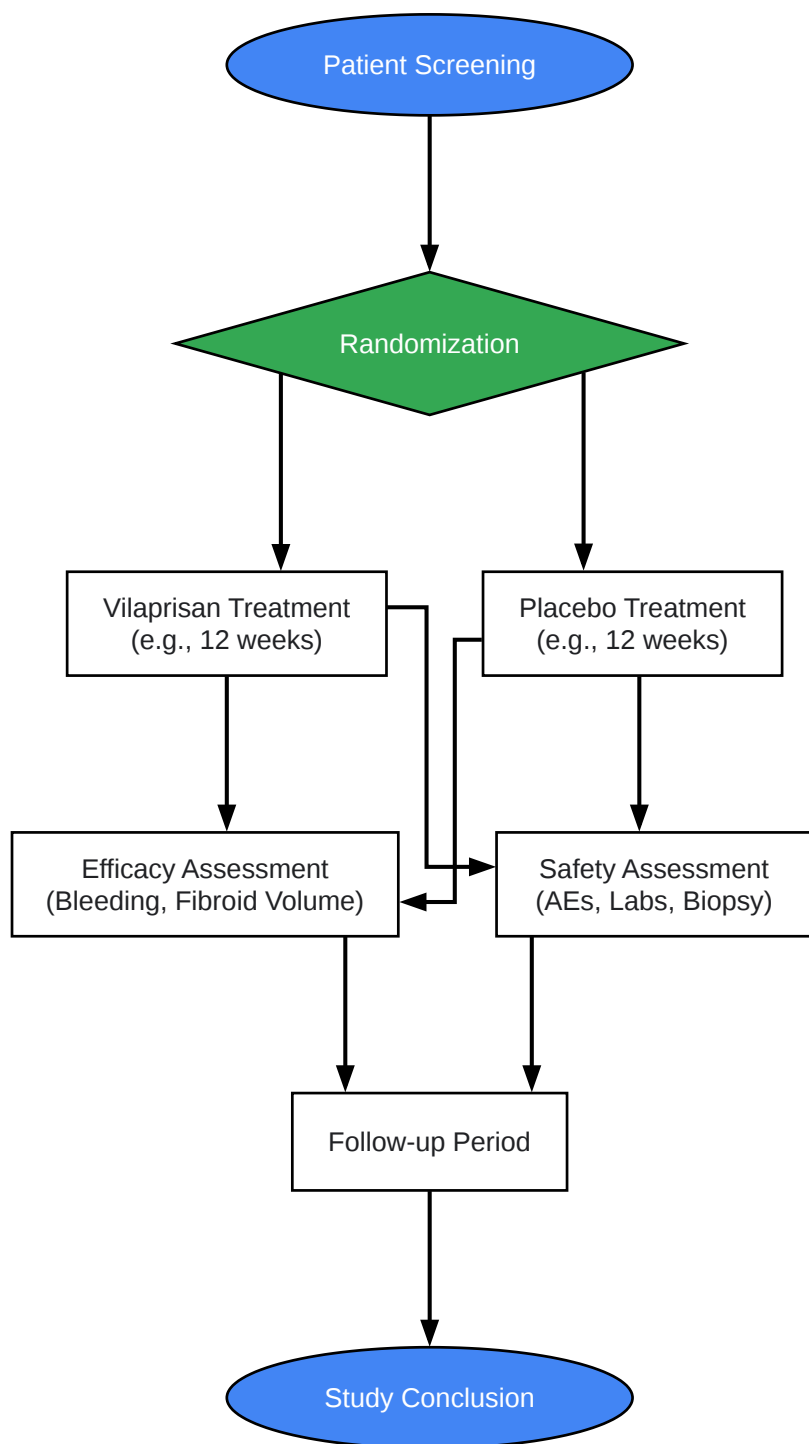 Patient Screening
Randomization
Vilaprisan Treatment
(e.g., 12 weeks)
Placebo Treatment
(e.g., 12 weeks)
Efficacy Assessment
(Bleeding, Fibroid Volume)
Safety Assessment
(AEs, Labs, Biopsy)
Follow-up Period
Study Conclusion